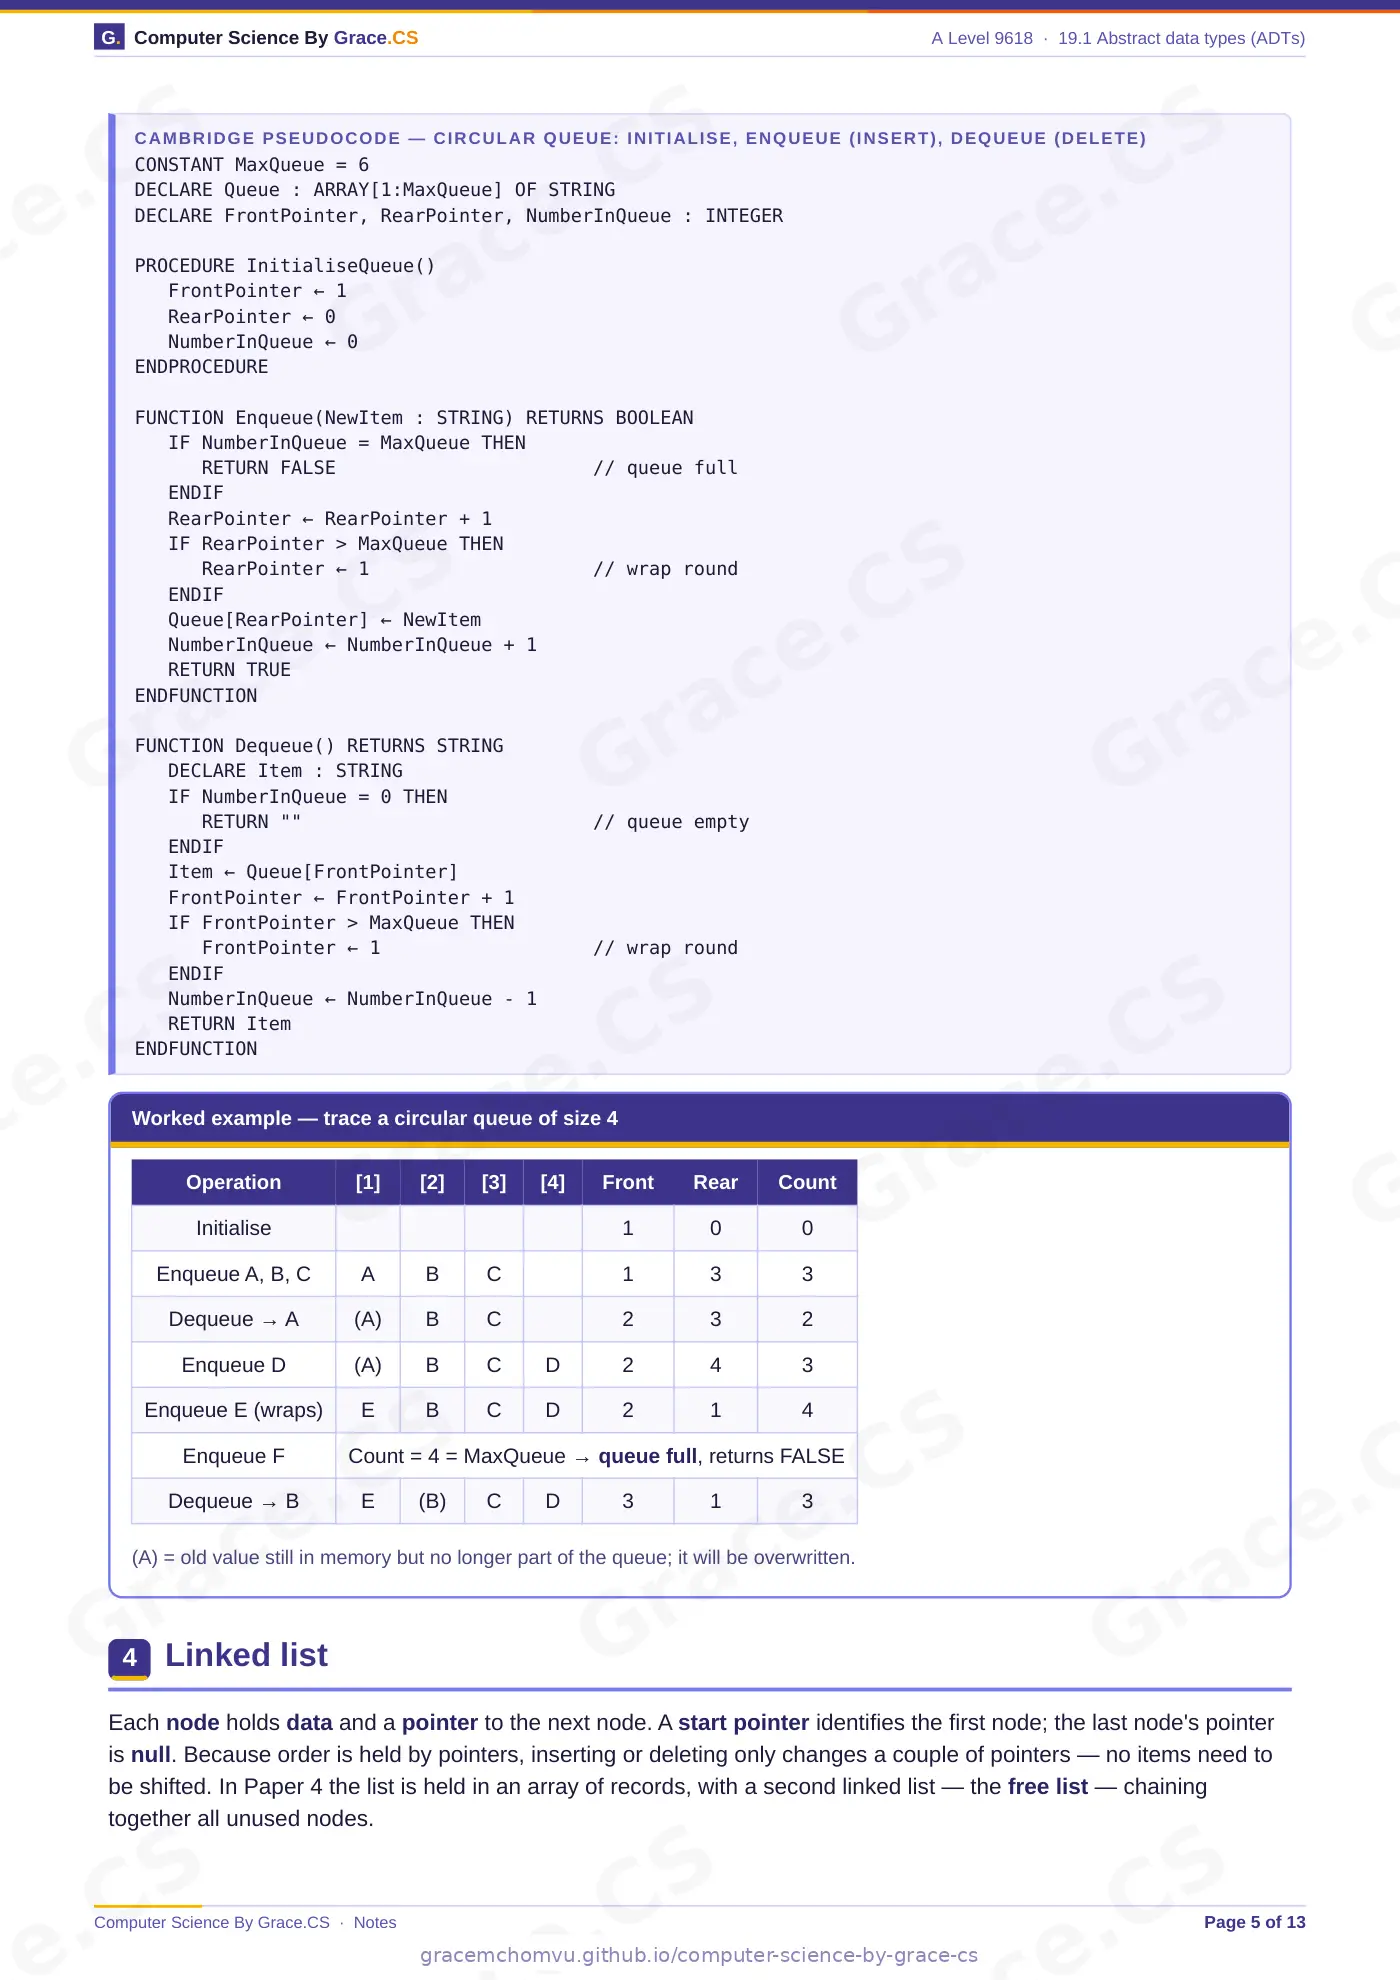 G. Computer Science By Grace.CS
A Level 9618 · 19.1 Abstract data types (ADTs)
CAMBRIDGE PSEUDOCODE — CIRCULAR QUEUE: INITIALISE, ENQUEUE (INSERT), DEQUEUE (DELETE)
CONSTANT MaxQueue = 6
DECLARE Queue : ARRAY[1:MaxQueue] OF STRING
DECLARE FrontPointer, RearPointer, NumberInQueue : INTEGER
PROCEDURE InitialiseQueue()
   FrontPointer ← 1
   RearPointer ← 0
   NumberInQueue ← 0
ENDPROCEDURE
FUNCTION Enqueue(NewItem : STRING) RETURNS BOOLEAN
   IF NumberInQueue = MaxQueue THEN
      RETURN FALSE                       // queue full
   ENDIF
   RearPointer ← RearPointer + 1
   IF RearPointer > MaxQueue THEN
      RearPointer ← 1                    // wrap round
   ENDIF
   Queue[RearPointer] ← NewItem
   NumberInQueue ← NumberInQueue + 1
   RETURN TRUE
ENDFUNCTION
FUNCTION Dequeue() RETURNS STRING
   DECLARE Item : STRING
   IF NumberInQueue = 0 THEN
      RETURN ""                          // queue empty
   ENDIF
   Item ← Queue[FrontPointer]
   FrontPointer ← FrontPointer + 1
   IF FrontPointer > MaxQueue THEN
      FrontPointer ← 1                   // wrap round
   ENDIF
   NumberInQueue ← NumberInQueue - 1
   RETURN Item
ENDFUNCTION
Worked example — trace a circular queue of size 4
Operation [1] [2] [3] [4] Front Rear Count
Initialise 1 0 0
Enqueue A, B, C A B C 1 3 3
Dequeue → A (A) B C 2 3 2
Enqueue D (A) B C D 2 4 3
Enqueue E (wraps) E B C D 2 1 4
Enqueue F Count = 4 = MaxQueue → queue full, returns FALSE
Dequeue → B E (B) C D 3 1 3
(A) = old value still in memory but no longer part of the queue; it will be overwritten.
4 Linked list
Each node holds data and a pointer to the next node. A start pointer identifies the first node; the last node's pointer
is null. Because order is held by pointers, inserting or deleting only changes a couple of pointers — no items need to
be shifted. In Paper 4 the list is held in an array of records, with a second linked list — the free list — chaining
together all unused nodes.
Computer Science By Grace.CS · Notes
Page 5 of 13
gracemchomvu.github.io/computer-science-by-grace-cs